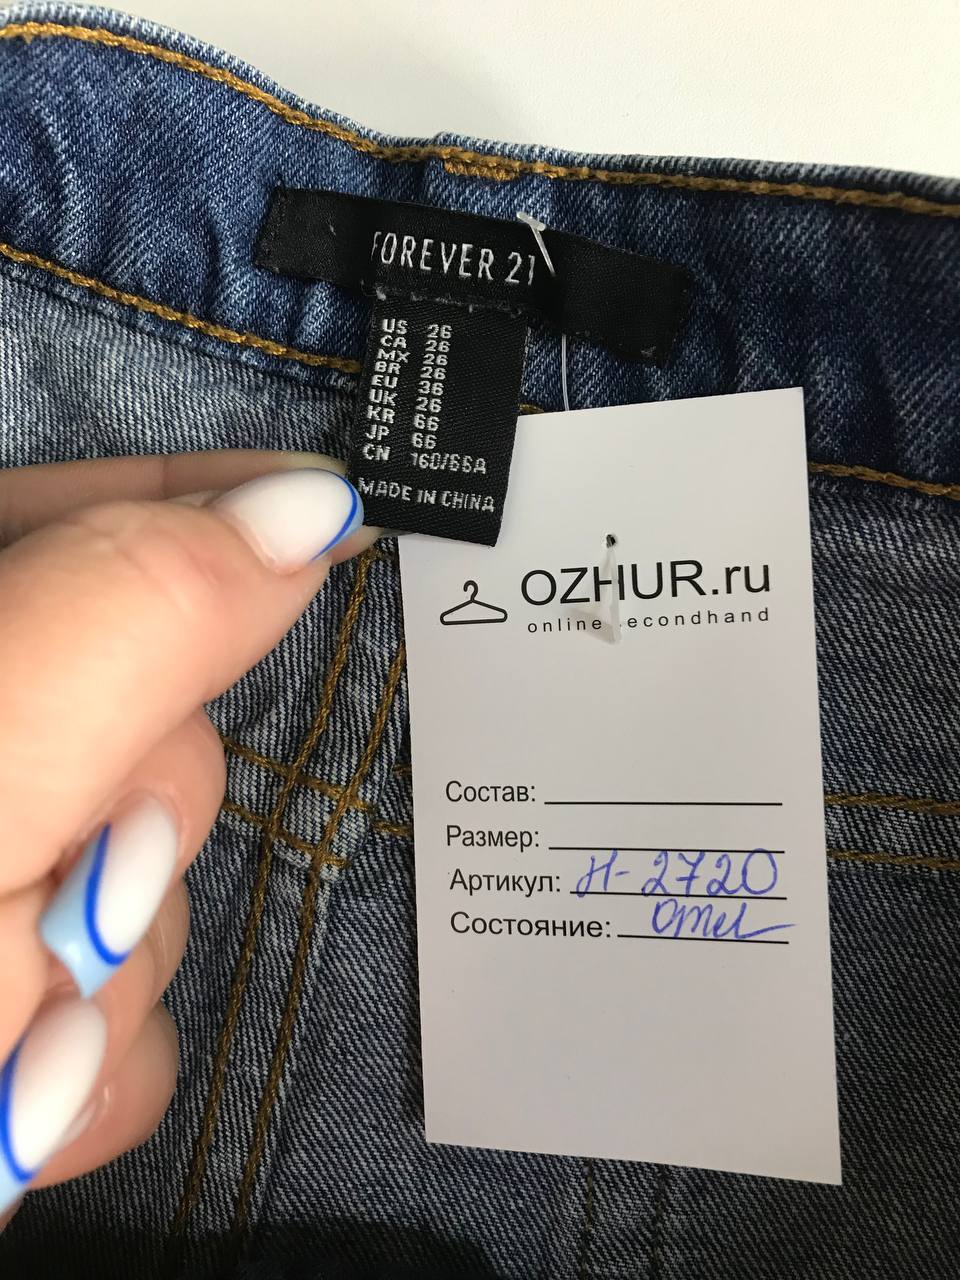 FOREVER 21
US 26
CA 26
MX 26
BR 26
EU 36
UK 26
KR 66
JP 66
CN 160/66A
MADE IN CHINA
OZHUR.ru
online secondhand
Состав:
Размер:
Артикул: Н-2720
Состояние: Отл